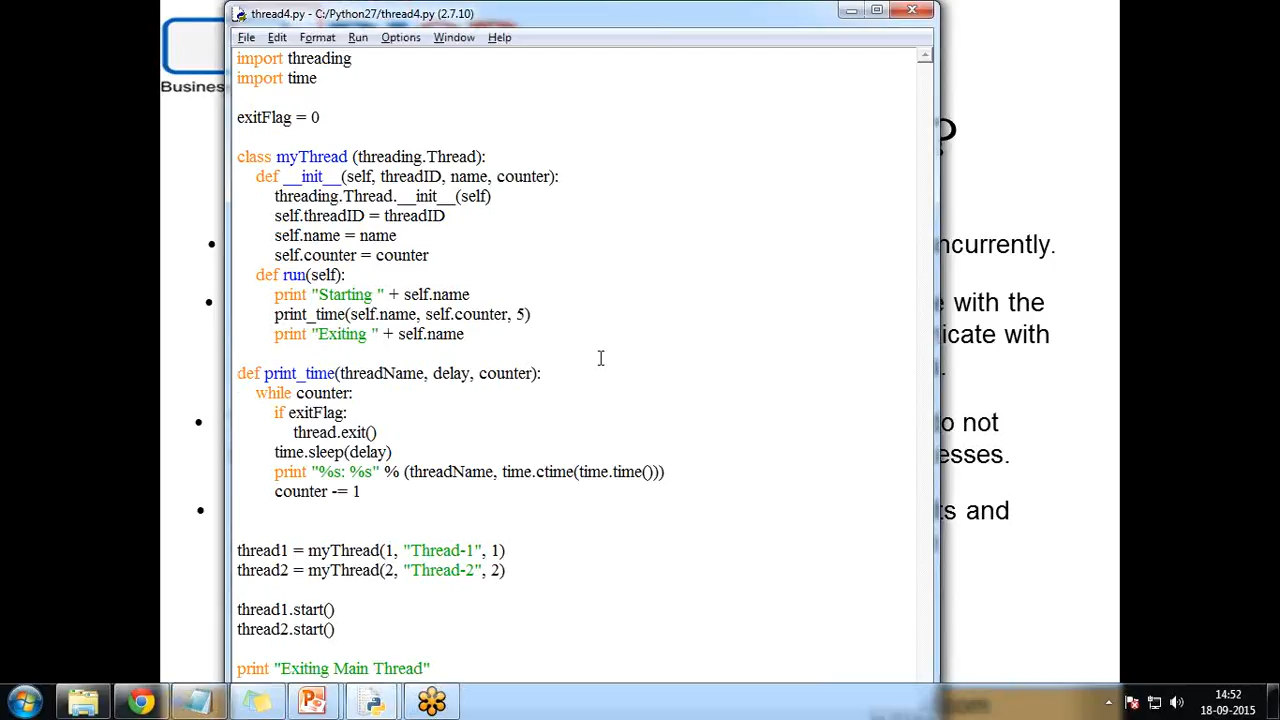 thread4.py - C:/Python27/thread4.py (2.7.10)
File Edit Format Run Options Window Help
Busines
import threading
import time
exitFlag = 0
class myThread (threading.Thread):
def __init__(self, threadID, name, counter):
threading.Thread.__init__(self)
self.threadID = threadID
self.name = name
self.counter = counter
def run(self):
print "Starting " + self.name
print_time(self.name, self.counter, 5)
print "Exiting " + self.name
def print_time(threadName, delay, counter):
while counter:
if exitFlag:
thread.exit()
time.sleep(delay)
print "%s: %s" % (threadName, time.ctime(time.time()))
counter -= 1
thread1 = myThread(1, "Thread-1", 1)
thread2 = myThread(2, "Thread-2", 2)
thread1.start()
thread2.start()
print "Exiting Main Thread"
?
ncurrently.
with the
icate with
o not
esses.
ts and
14:52
18-09-2015